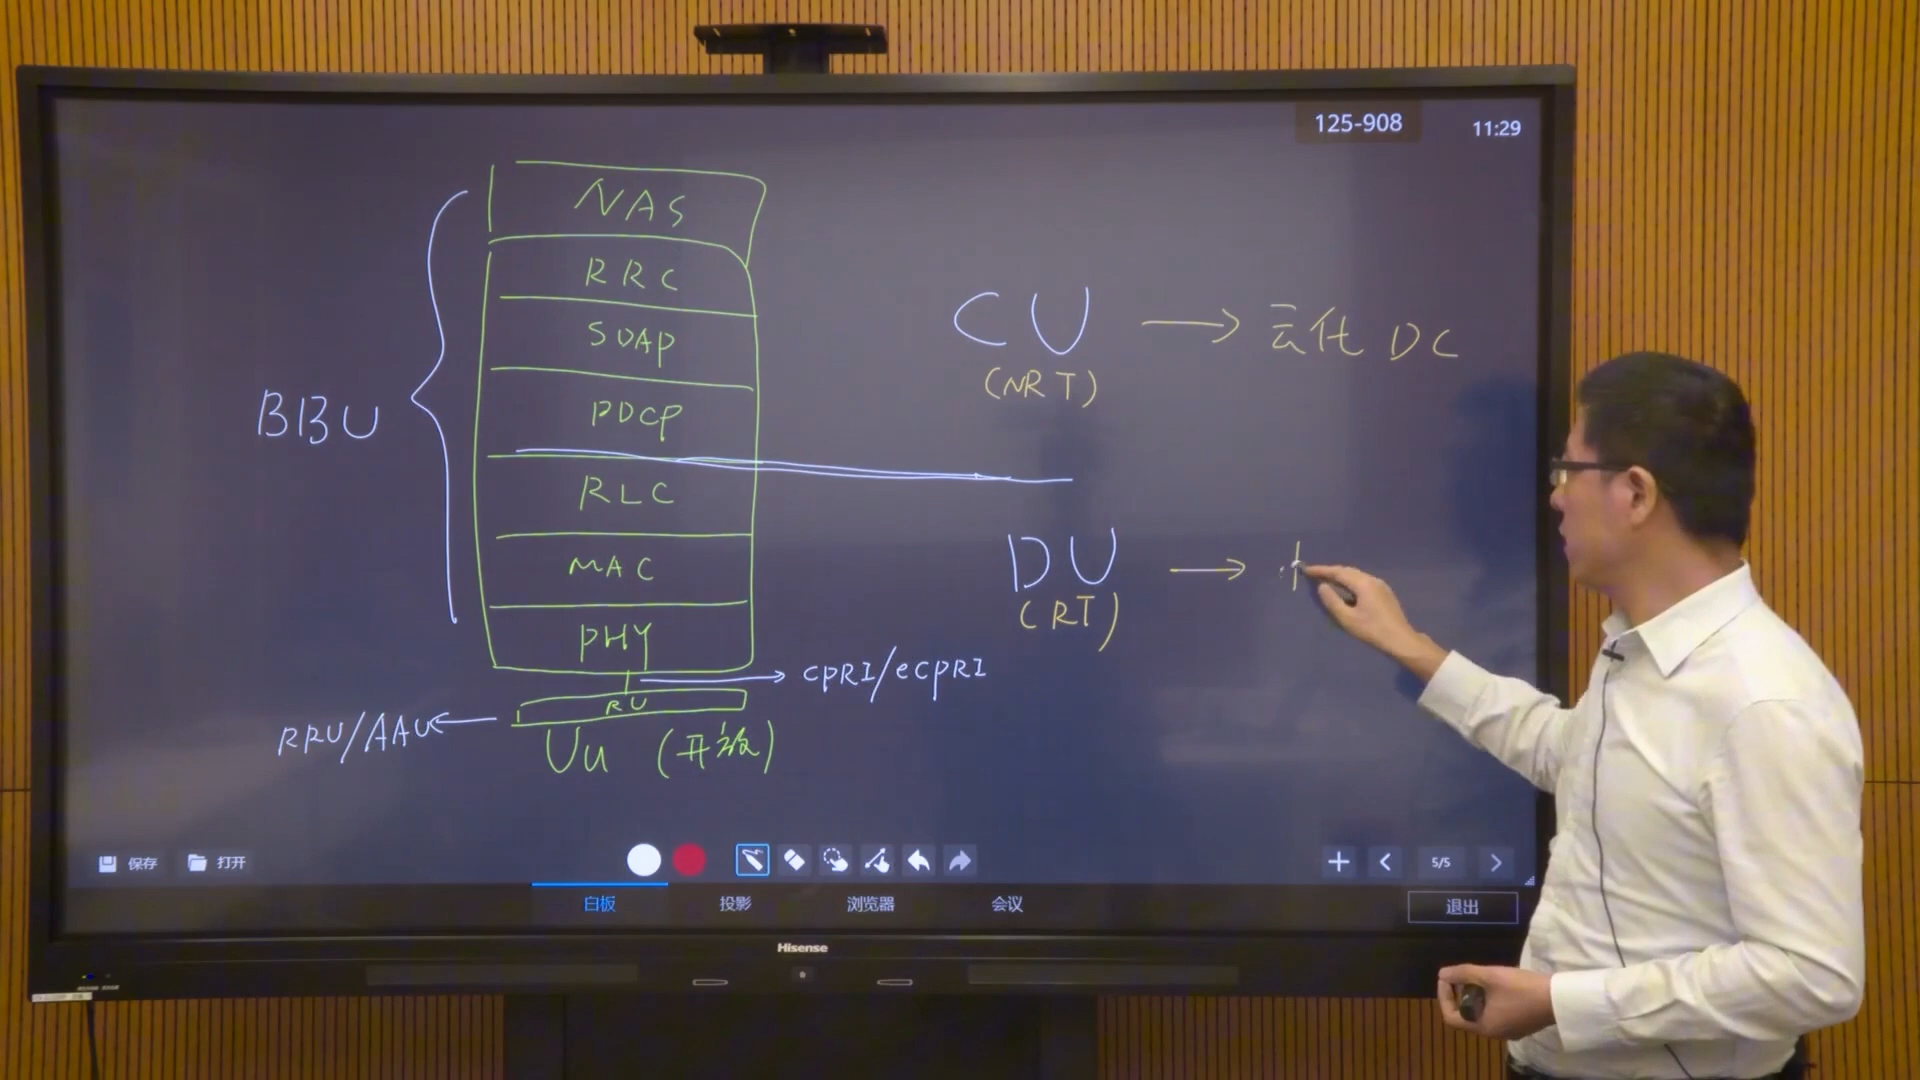 125-908
11:29
NAS
RRC
SDAP
PDCP
RLC
MAC
PHY
RU
Uu (开放)
BBU
RRU/AAU
CPRI/eCPRI
CU → 云化 DC
(NRT)
DU →
(RT)
保存
打开
5/5
白板
投影
浏览器
会议
退出
Hisense